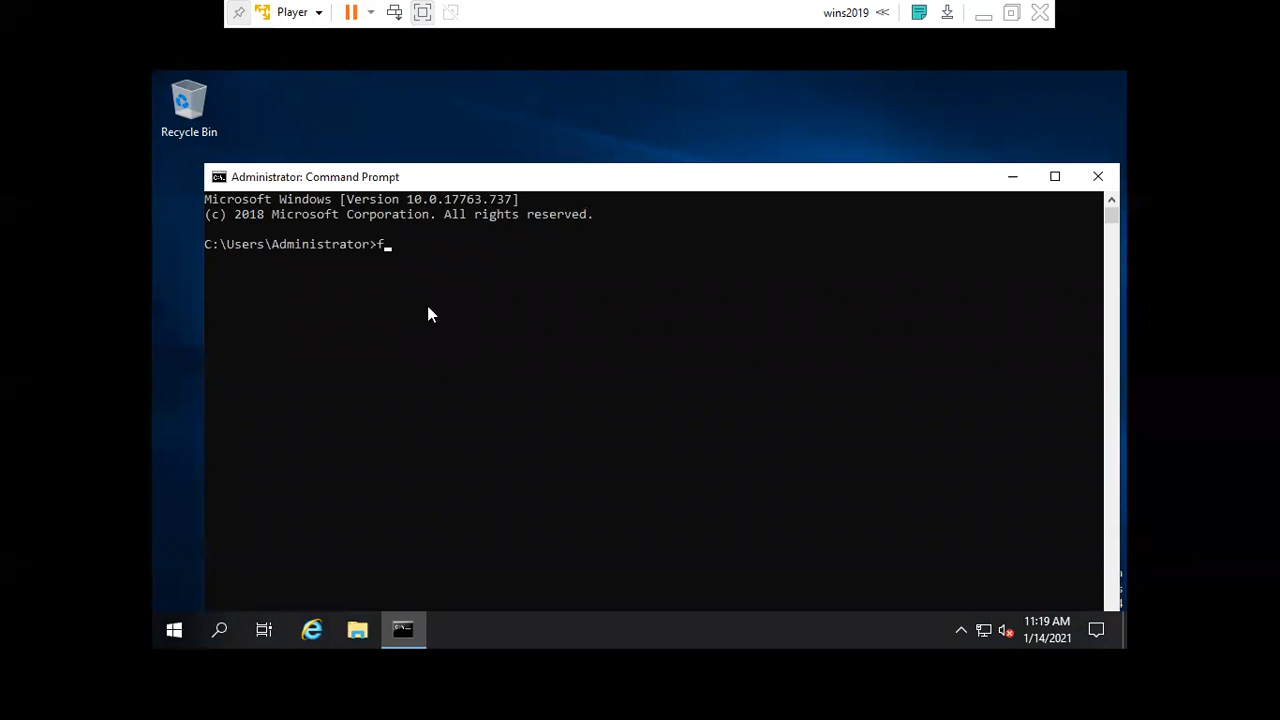 Player
wins2019
Recycle Bin
Administrator: Command Prompt
Microsoft Windows [Version 10.0.17763.737]
(c) 2018 Microsoft Corporation. All rights reserved.
C:\Users\Administrator>f_
11:19 AM
1/14/2021